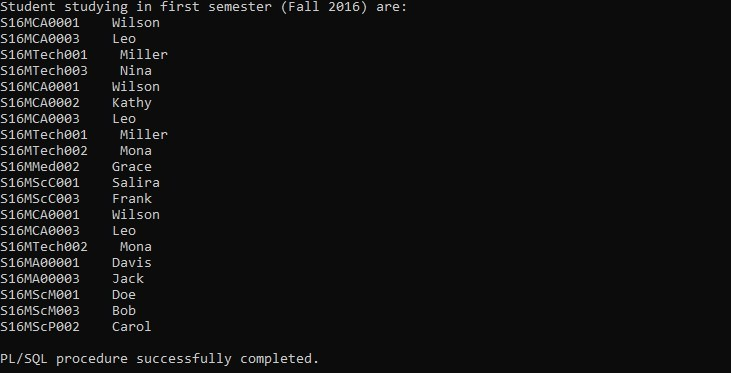 Student studying in first semester (Fall 2016) are:
S16MCA0001    Wilson
S16MCA0003    Leo
S16MTech001    Miller
S16MTech003    Nina
S16MCA0001    Wilson
S16MCA0002    Kathy
S16MCA0003    Leo
S16MTech001    Miller
S16MTech002    Mona
S16MMed002    Grace
S16MScC001    Salira
S16MScC003    Frank
S16MCA0001    Wilson
S16MCA0003    Leo
S16MTech002    Mona
S16MA00001    Davis
S16MA00003    Jack
S16MScM001    Doe
S16MScM003    Bob
S16MScP002    Carol
PL/SQL procedure successfully completed.